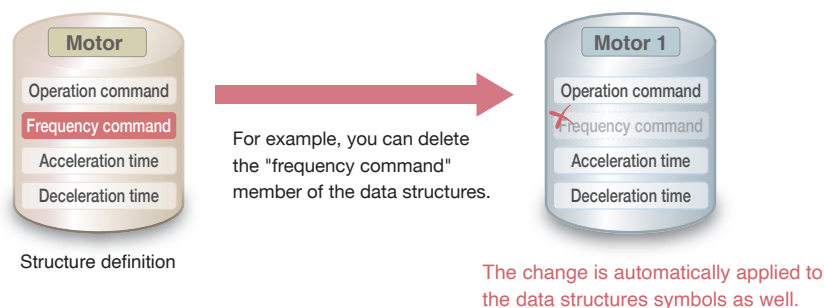 Motor
Operation command
Frequency command
Acceleration time
Deceleration time
Structure definition
For example, you can delete
the "frequency command"
member of the data structures.
Motor 1
Operation command
Frequency command
Acceleration time
Deceleration time
The change is automatically applied to
the data structures symbols as well.